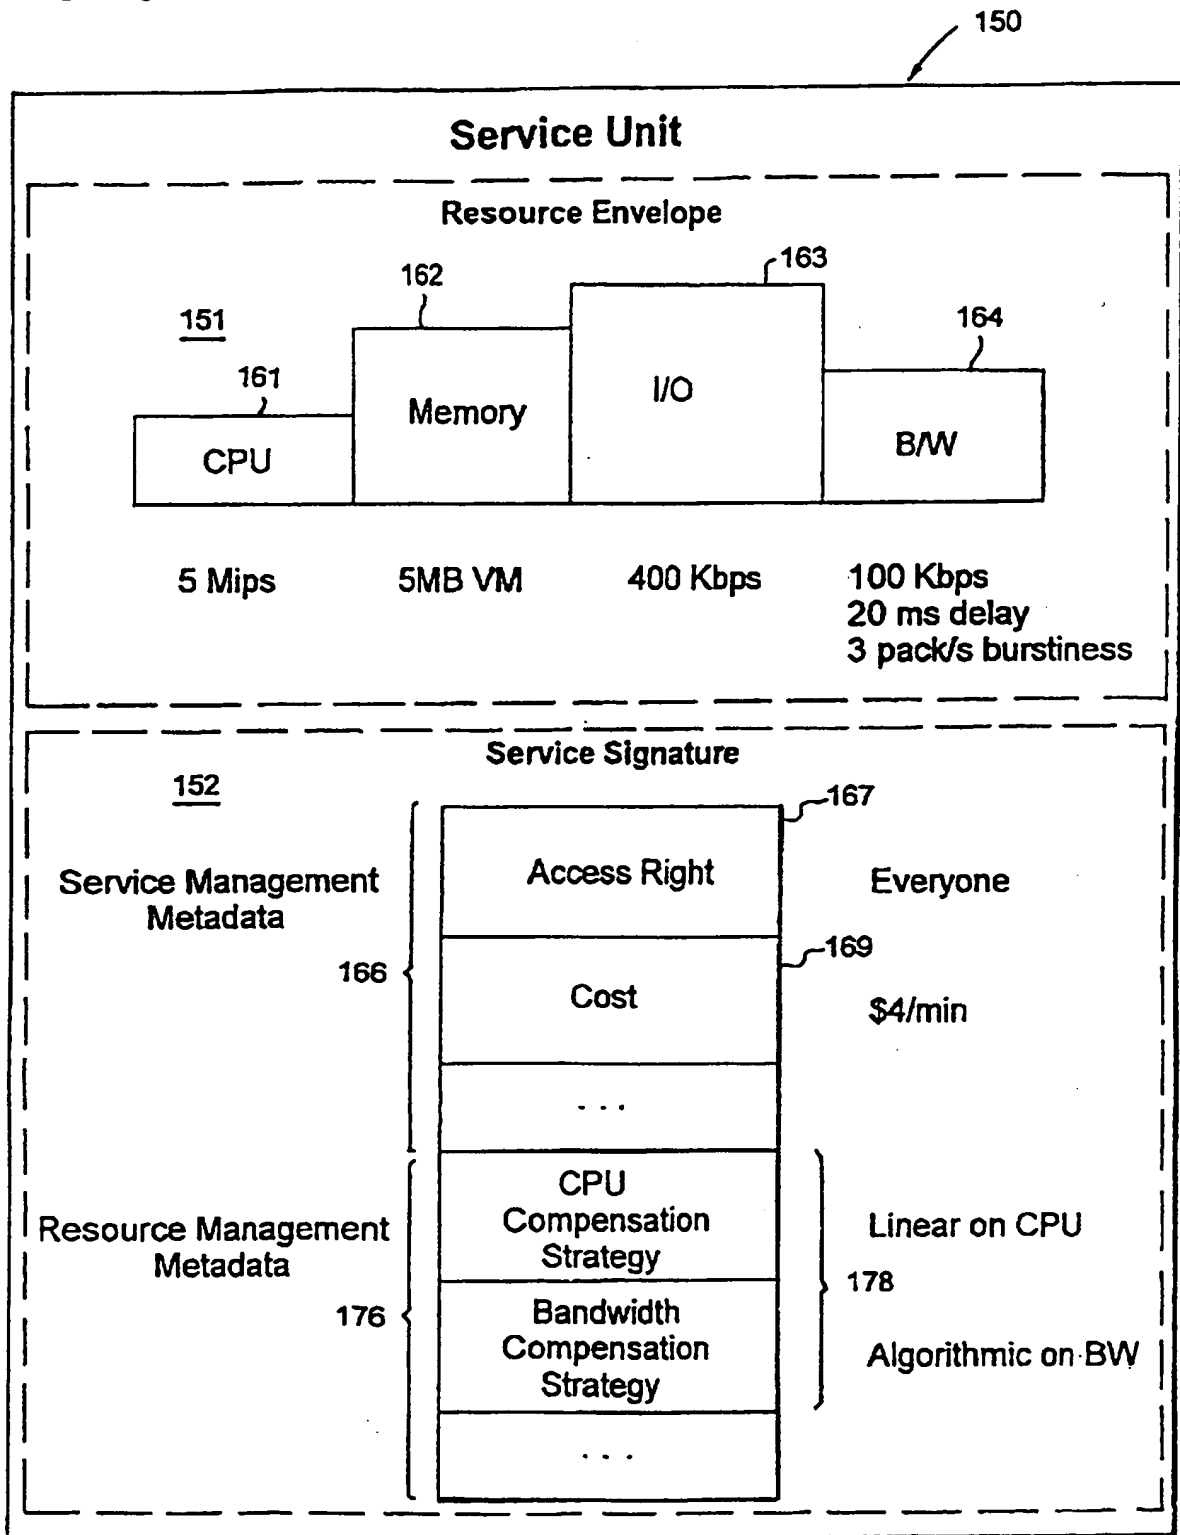 150
Service Unit
Resource Envelope
151
161
162
163
164
CPU
Memory
I/O
B/W
5 Mips
5MB VM
400 Kbps
100 Kbps
20 ms delay
3 pack/s burstiness
Service Signature
152
167
Service Management
Metadata
166
Access Right
Everyone
169
Cost
$4/min
. . .
Resource Management
Metadata
176
CPU
Compensation
Strategy
Linear on CPU
178
Bandwidth
Compensation
Strategy
Algorithmic on BW
. . .